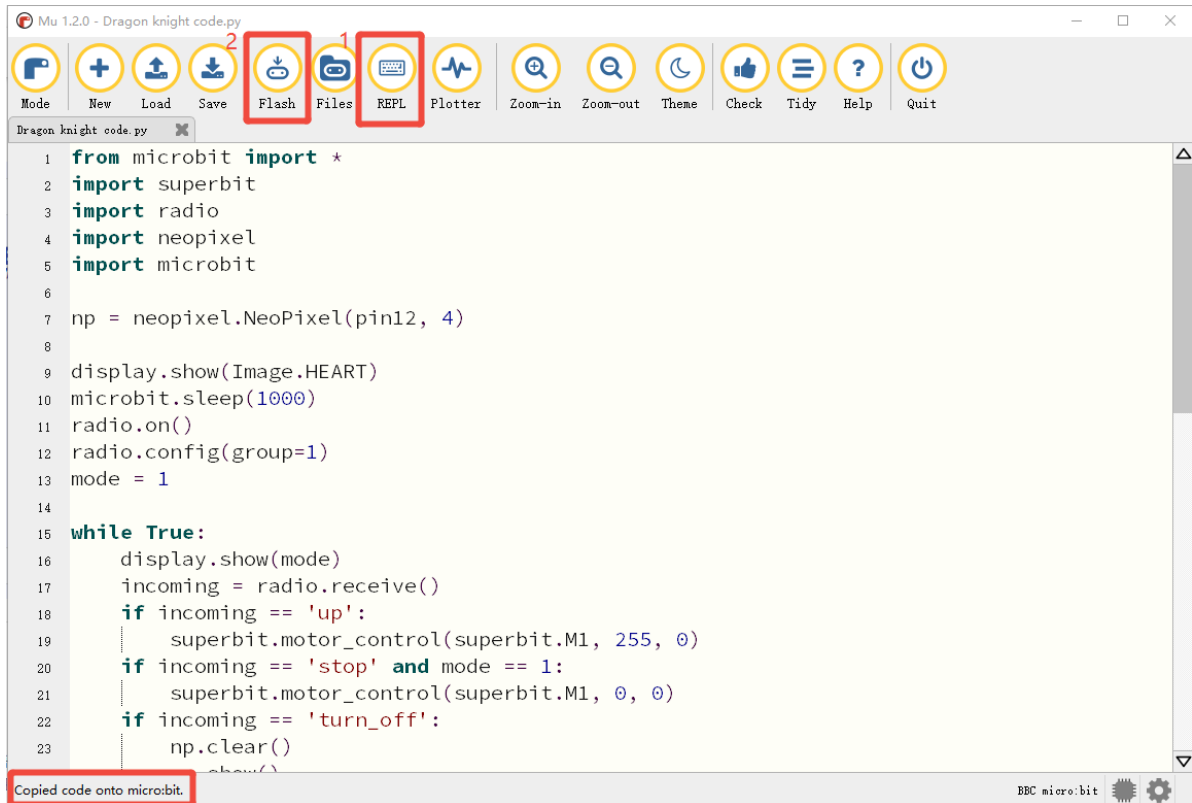 Mu 1.2.0 - Dragon knight code.py
2 1
Mode New Load Save Flash Files REPL Plotter Zoom-in Zoom-out Theme Check Tidy Help Quit
Dragon knight code.py
1 from microbit import *
2 import superbit
3 import radio
4 import neopixel
5 import microbit
6
7 np = neopixel.NeoPixel(pin12, 4)
8
9 display.show(Image.HEART)
10 microbit.sleep(1000)
11 radio.on()
12 radio.config(group=1)
13 mode = 1
14
15 while True:
16     display.show(mode)
17     incoming = radio.receive()
18     if incoming == 'up':
19         superbit.motor_control(superbit.M1, 255, 0)
20     if incoming == 'stop' and mode == 1:
21         superbit.motor_control(superbit.M1, 0, 0)
22     if incoming == 'turn_off':
23         np.clear()
Copied code onto micro:bit. BBC micro:bit